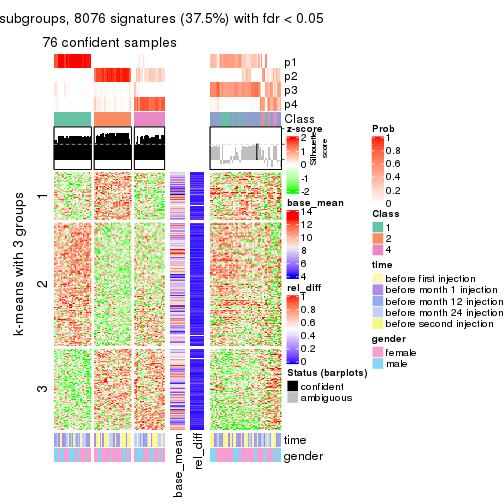 subgroups, 8076 signatures (37.5%) with fdr < 0.05
76 confident samples
p1
p2
p3
p4
Class
z-score
2
1
0
-1
-2
Silhouette
score
base_mean
14
12
10
8
6
4
rel_diff
1
0.8
0.6
0.4
0.2
0
Status (barplots)
confident
ambiguous
Prob
1
0.8
0.6
0.4
0.2
0
Class
1
2
4
time
before first injection
before month 1 injection
before month 12 injection
before month 24 injection
before second injection
gender
female
male
k-means with 3 groups
1
2
3
time
gender
base_mean
rel_diff